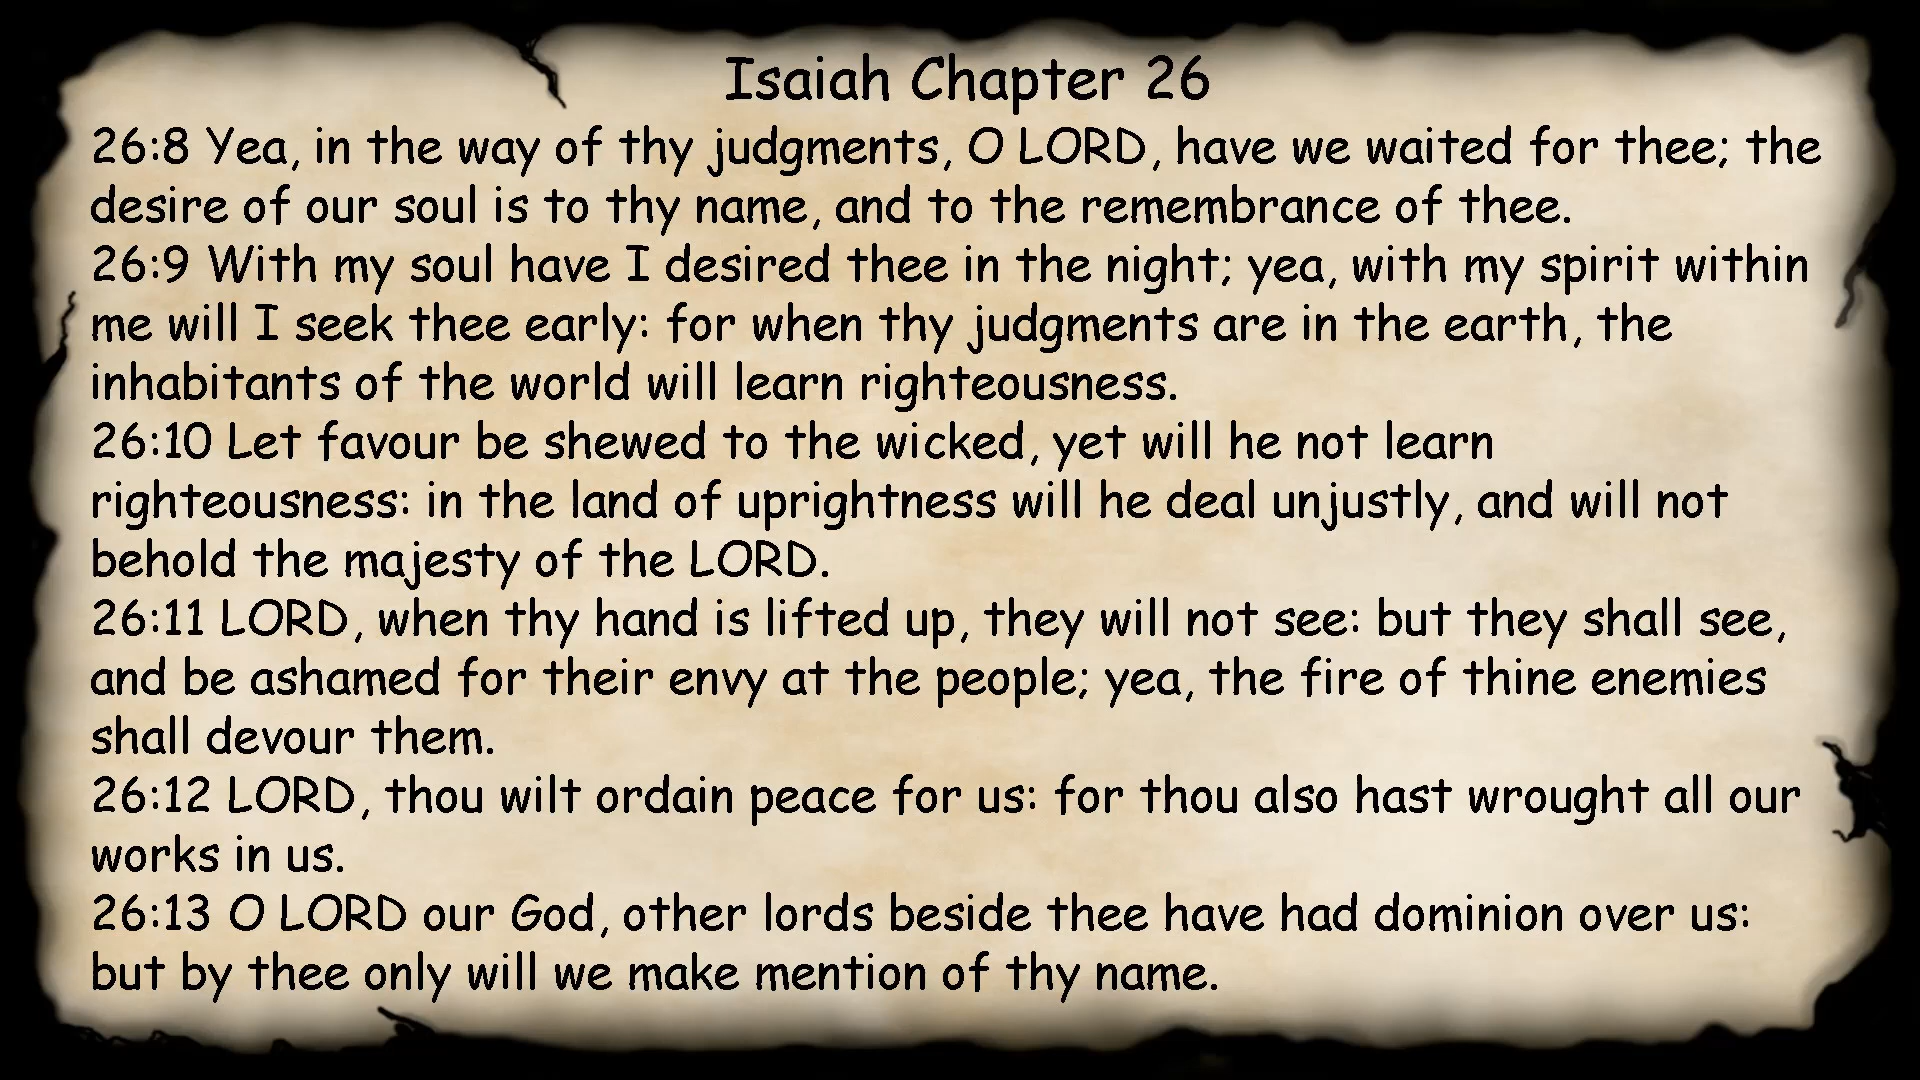 Isaiah Chapter 26
26:8 Yea, in the way of thy judgments, O LORD, have we waited for thee; the
desire of our soul is to thy name, and to the remembrance of thee.
26:9 With my soul have I desired thee in the night; yea, with my spirit within
me will I seek thee early: for when thy judgments are in the earth, the
inhabitants of the world will learn righteousness.
26:10 Let favour be shewed to the wicked, yet will he not learn
righteousness: in the land of uprightness will he deal unjustly, and will not
behold the majesty of the LORD.
26:11 LORD, when thy hand is lifted up, they will not see: but they shall see,
and be ashamed for their envy at the people; yea, the fire of thine enemies
shall devour them.
26:12 LORD, thou wilt ordain peace for us: for thou also hast wrought all our
works in us.
26:13 O LORD our God, other lords beside thee have had dominion over us:
but by thee only will we make mention of thy name.